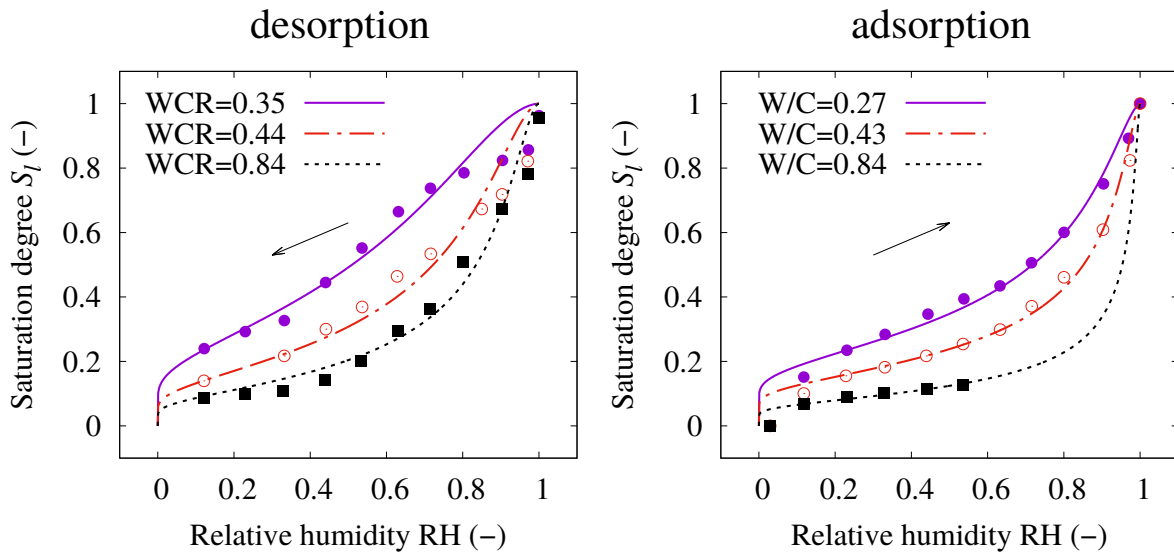 desorption
Saturation degree S_l (−)
1
0.8
0.6
0.4
0.2
0
WCR=0.35
WCR=0.44
WCR=0.84
0 0.2 0.4 0.6 0.8 1
Relative humidity RH (−)
adsorption
Saturation degree S_l (−)
1
0.8
0.6
0.4
0.2
0
W/C=0.27
W/C=0.43
W/C=0.84
0 0.2 0.4 0.6 0.8 1
Relative humidity RH (−)